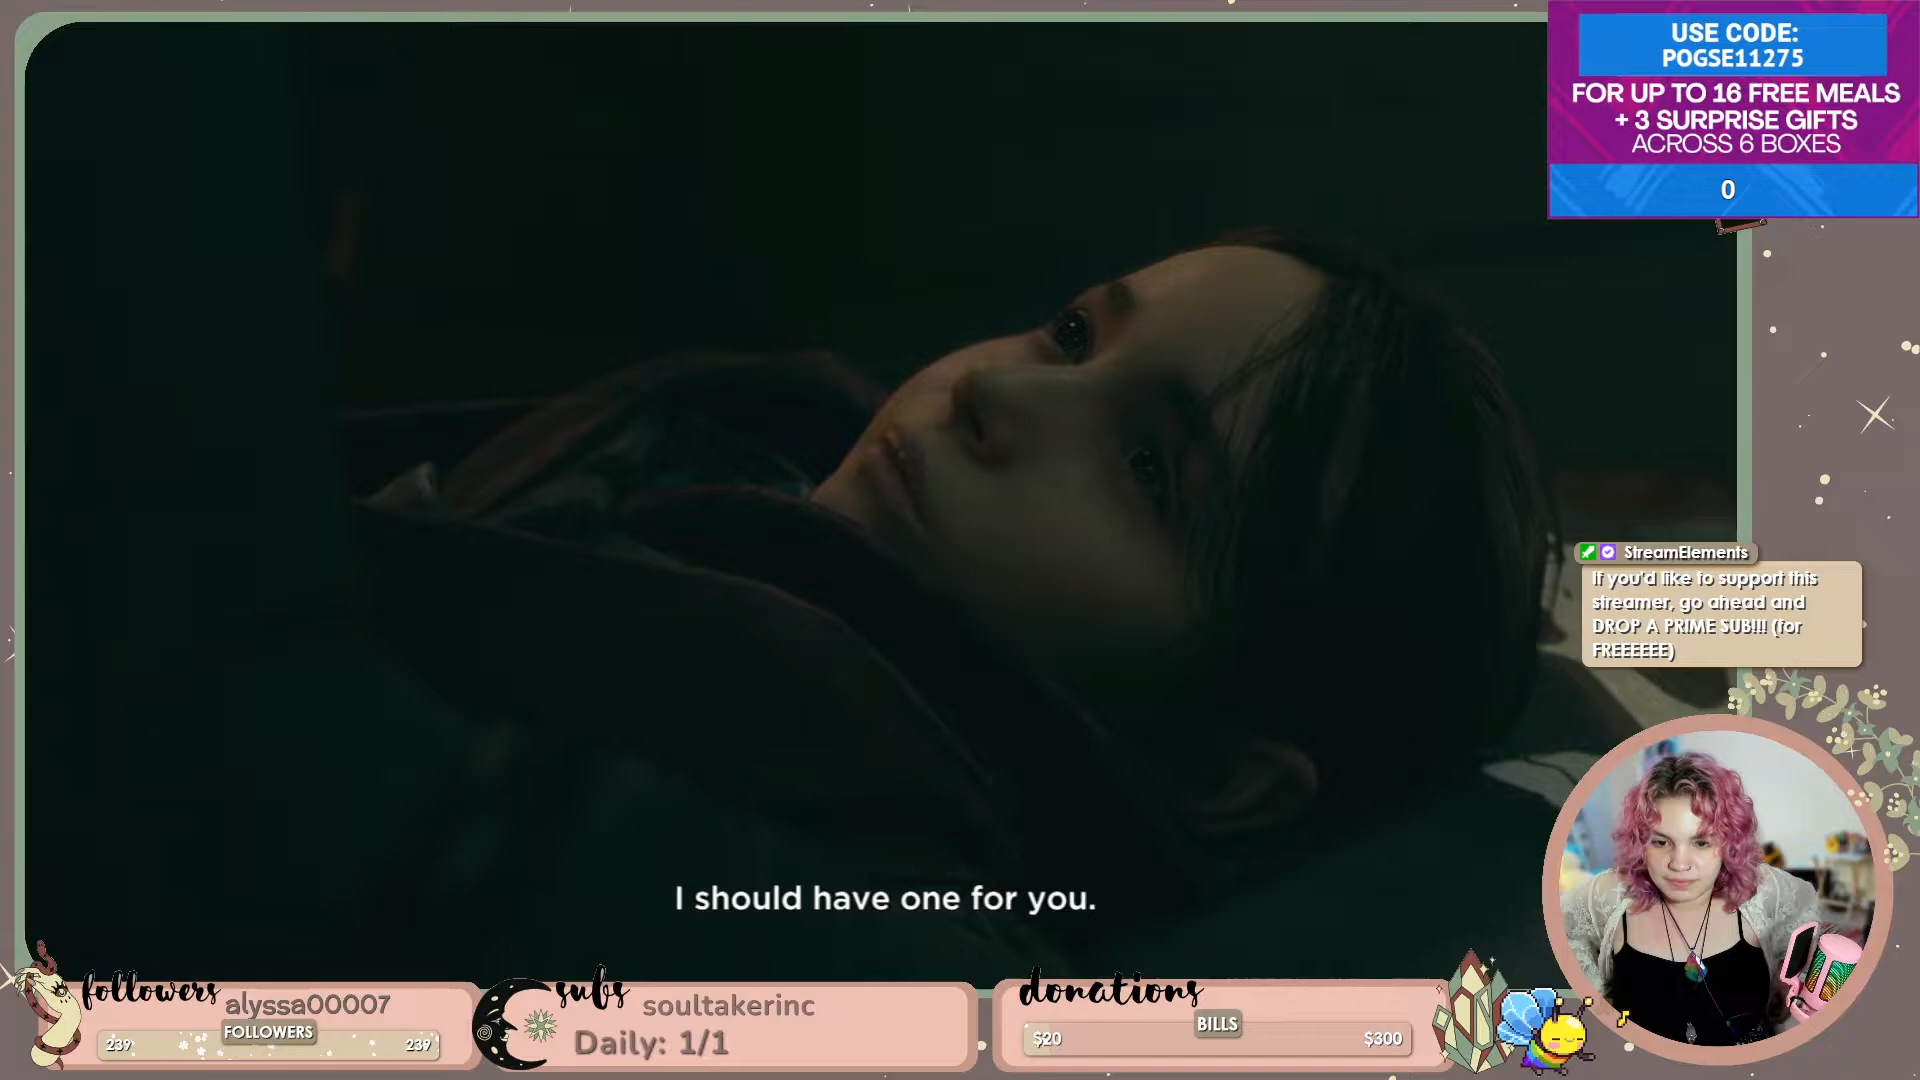 USE CODE:
POGSE11275
FOR UP TO 16 FREE MEALS
+ 3 SURPRISE GIFTS
ACROSS 6 BOXES
0
StreamElements
If you'd like to support this
streamer, go ahead and
DROP A PRIME SUB!!! (for
FREEEEEE)
I should have one for you.
followers
alyssa00007
FOLLOWERS
239
239
subs
soultakerinc
Daily: 1/1
donations
BILLS
$20
$300